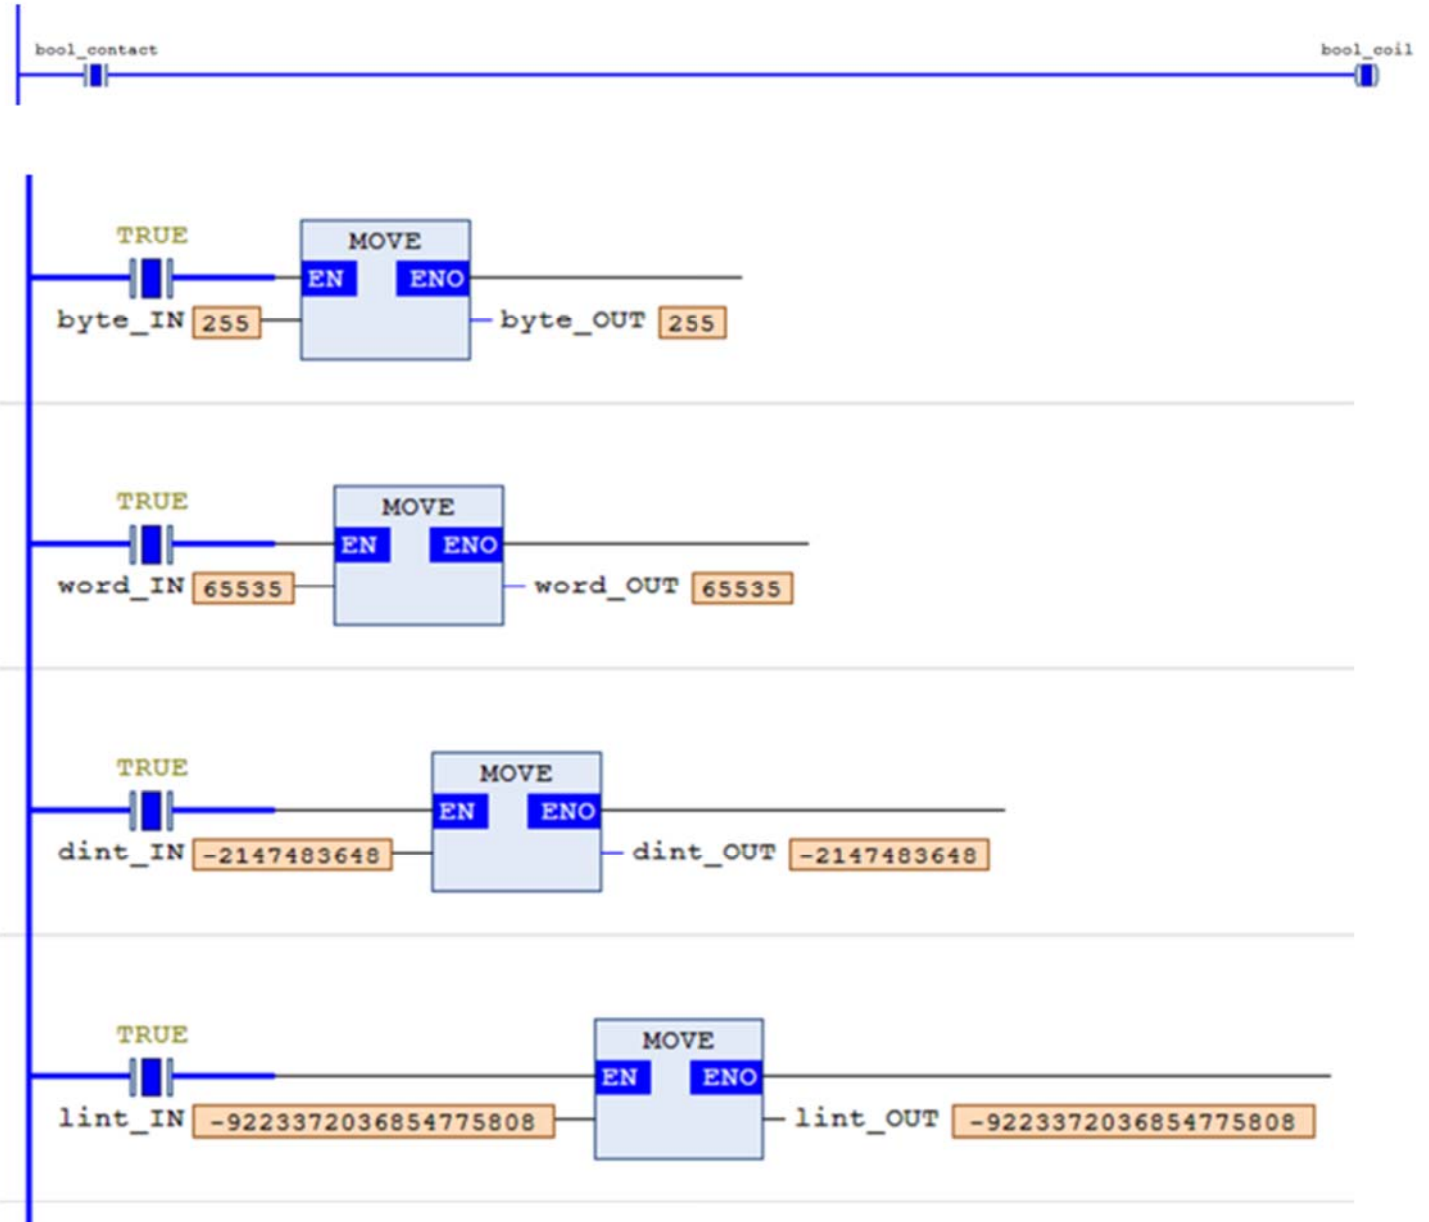 bool_contact bool_coil
TRUE
MOVE
EN ENO
byte_IN 255 byte_OUT 255
TRUE
MOVE
EN ENO
word_IN 65535 word_OUT 65535
TRUE
MOVE
EN ENO
dint_IN -2147483648 dint_OUT -2147483648
TRUE
MOVE
EN ENO
lint_IN -9223372036854775808 lint_OUT -9223372036854775808